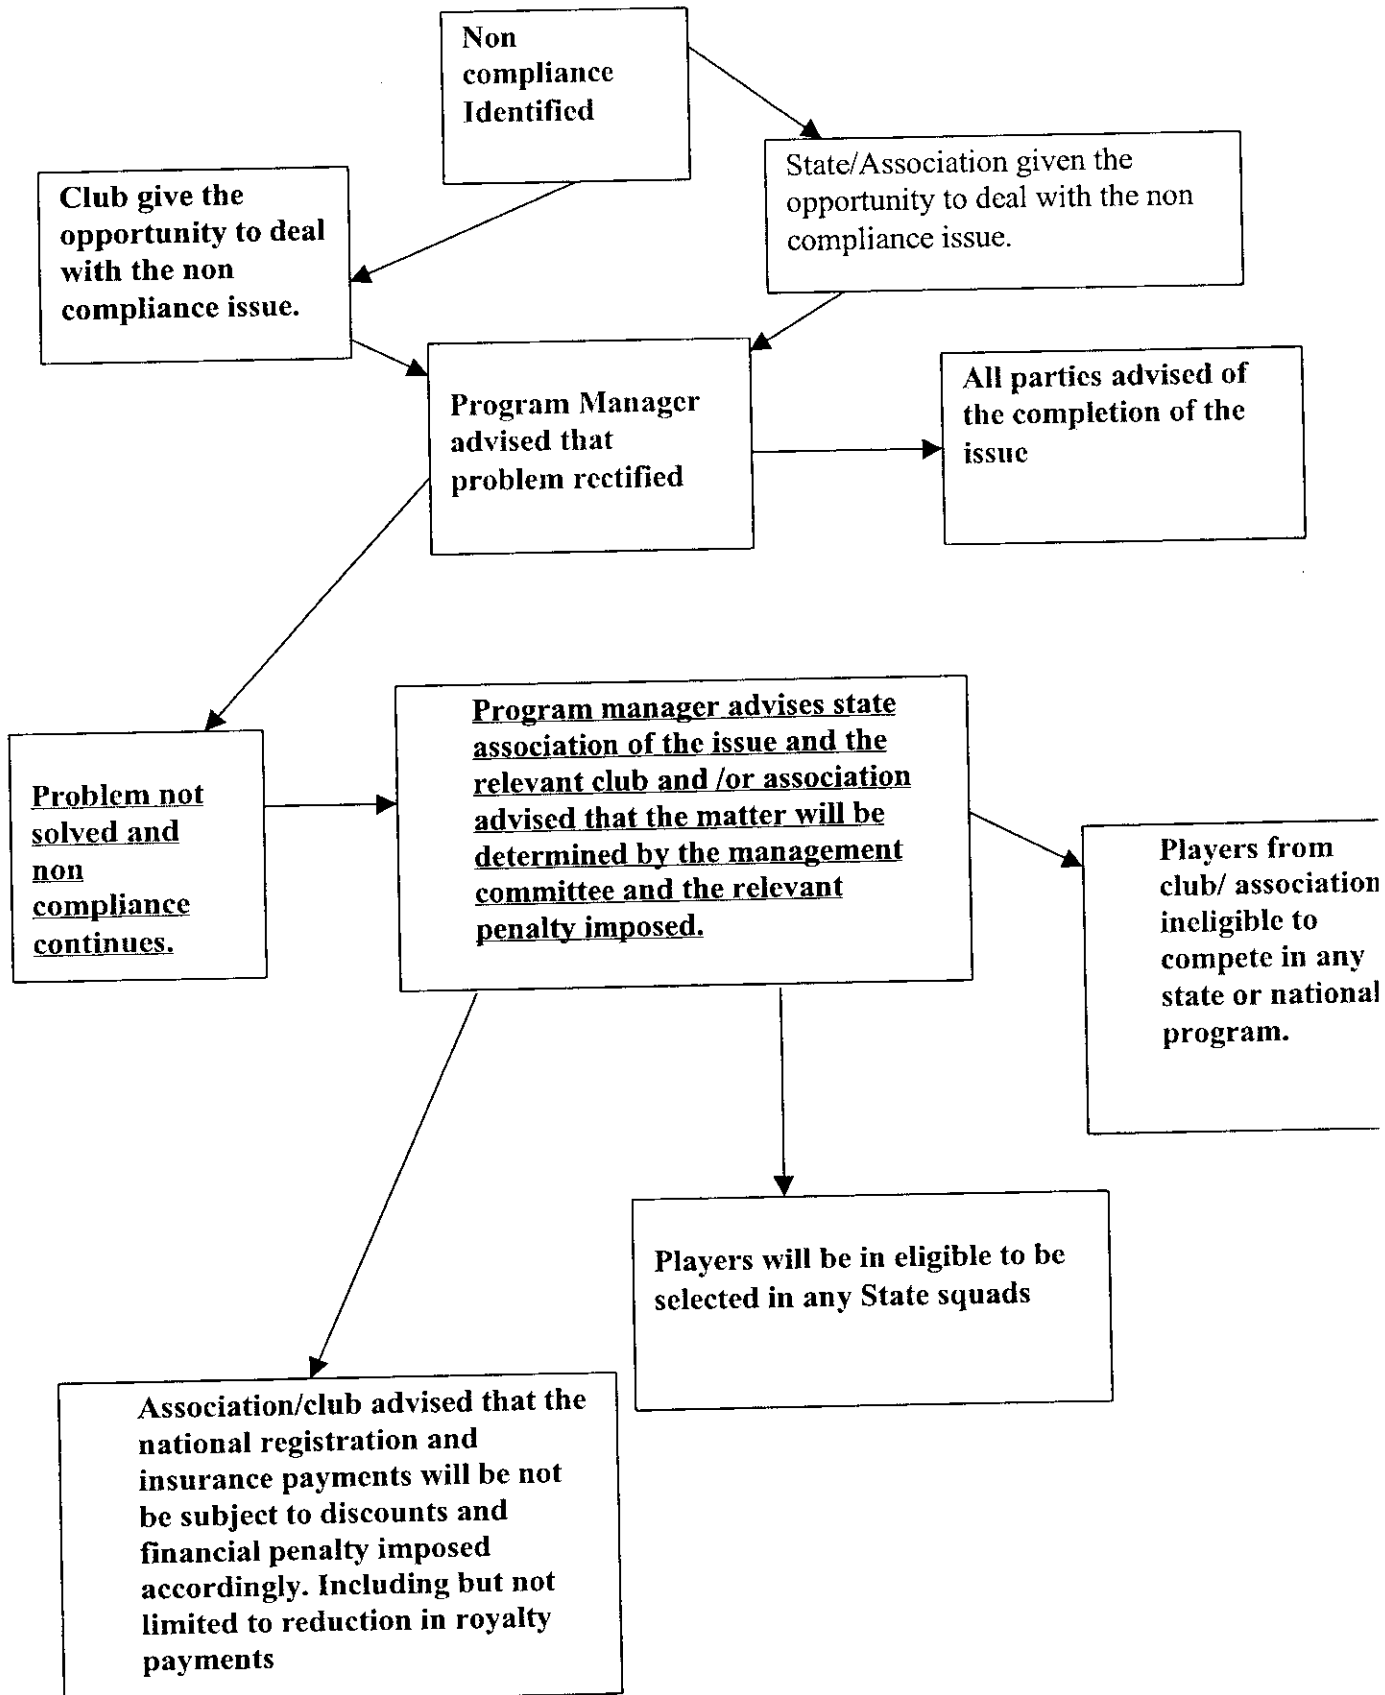 Non
compliance
Identified
State/Association given the
opportunity to deal with the non
compliance issue.
Club give the
opportunity to deal
with the non
compliance issue.
Program Manager
advised that
problem rectified
All parties advised of
the completion of the
issue
Problem not
solved and
non
compliance
continues.
Program manager advises state
association of the issue and the
relevant club and /or association
advised that the matter will be
determined by the management
committee and the relevant
penalty imposed.
Players from
club/ association
ineligible to
compete in any
state or national
program.
Players will be in eligible to be
selected in any State squads
Association/club advised that the
national registration and
insurance payments will be not
be subject to discounts and
financial penalty imposed
accordingly. Including but not
limited to reduction in royalty
payments